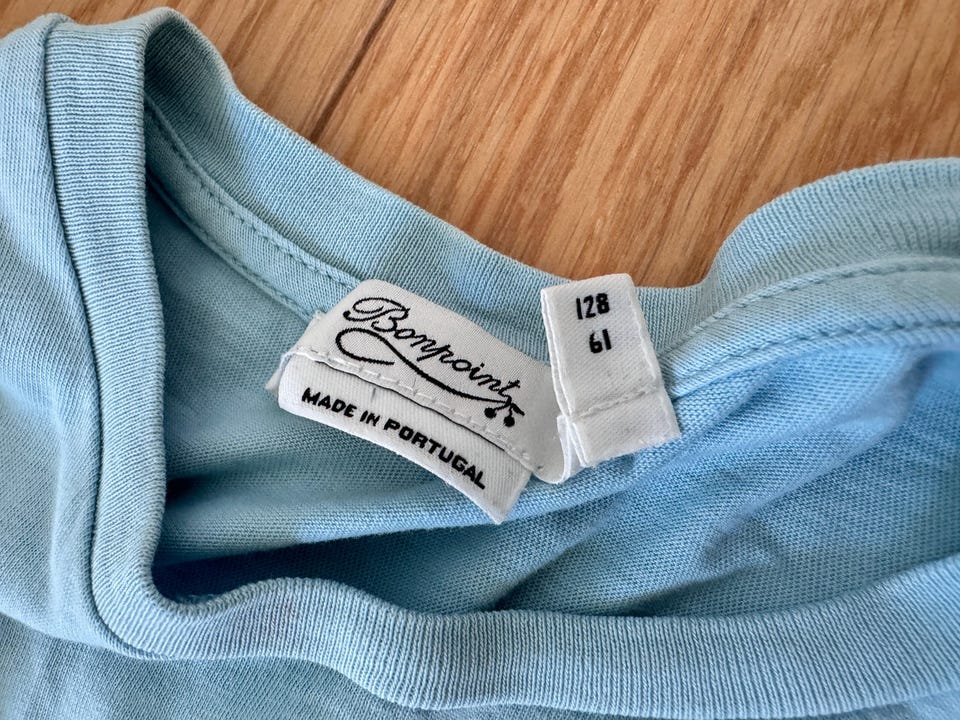 Bonpoint
MADE IN PORTUGAL
128
61